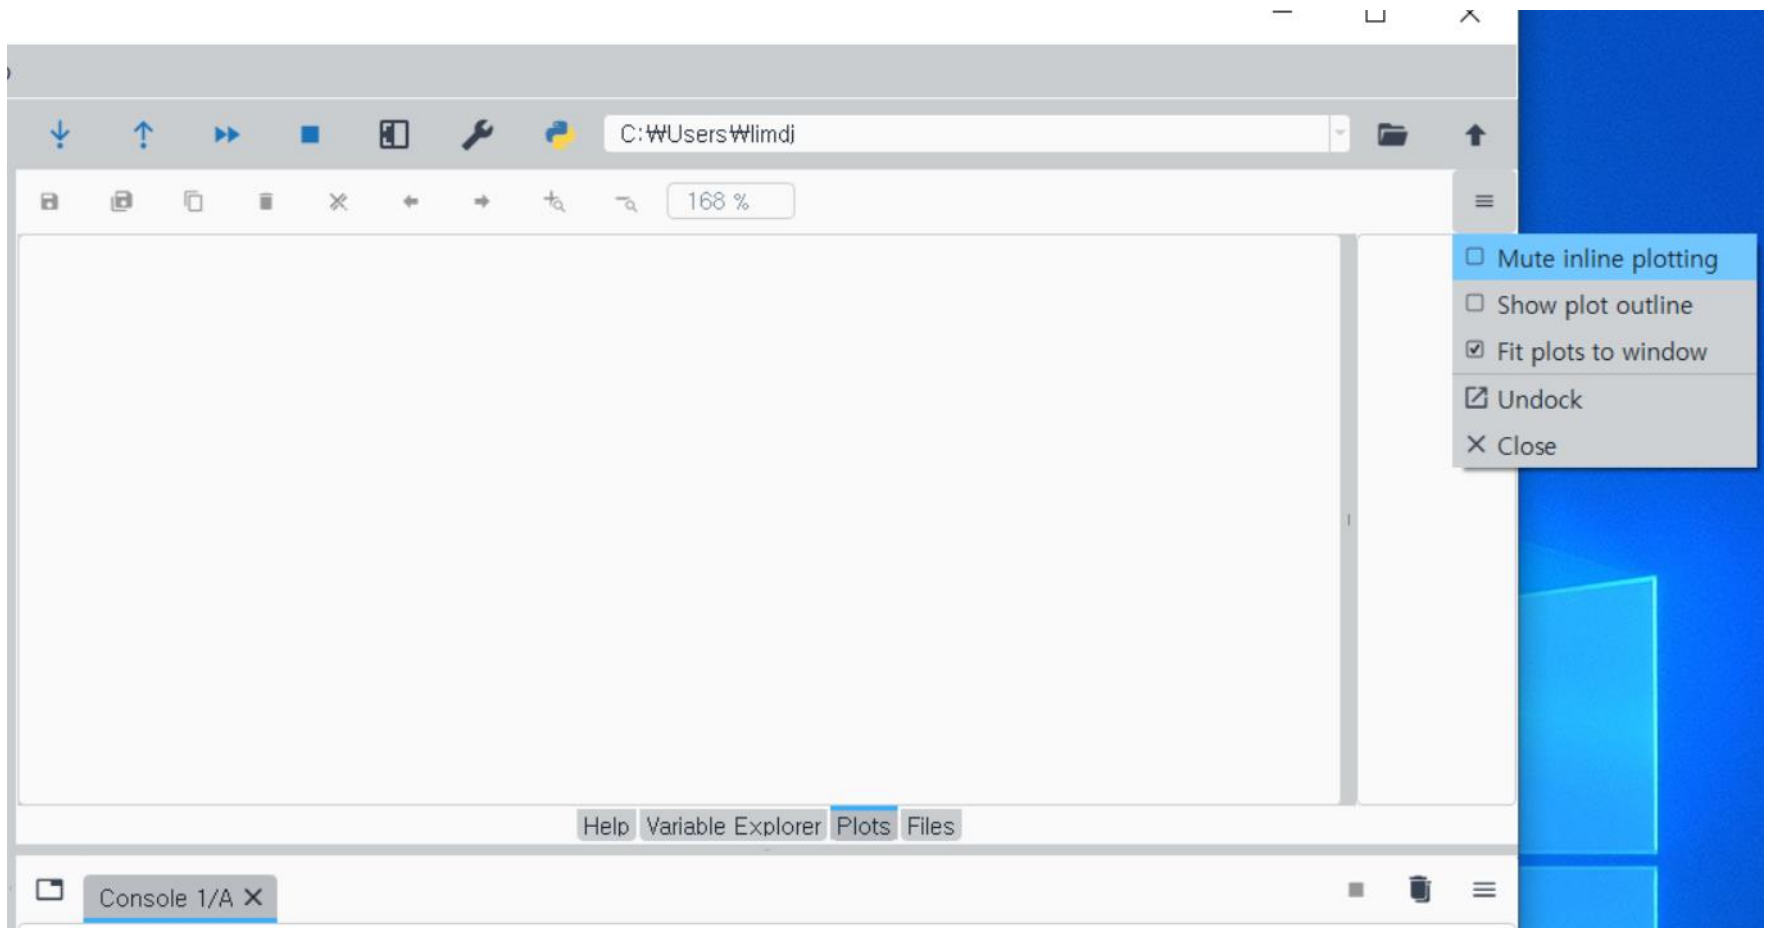 C:₩Users₩limdj
168 %
Mute inline plotting
Show plot outline
Fit plots to window
Undock
Close
Help Variable Explorer Plots Files
Console 1/A